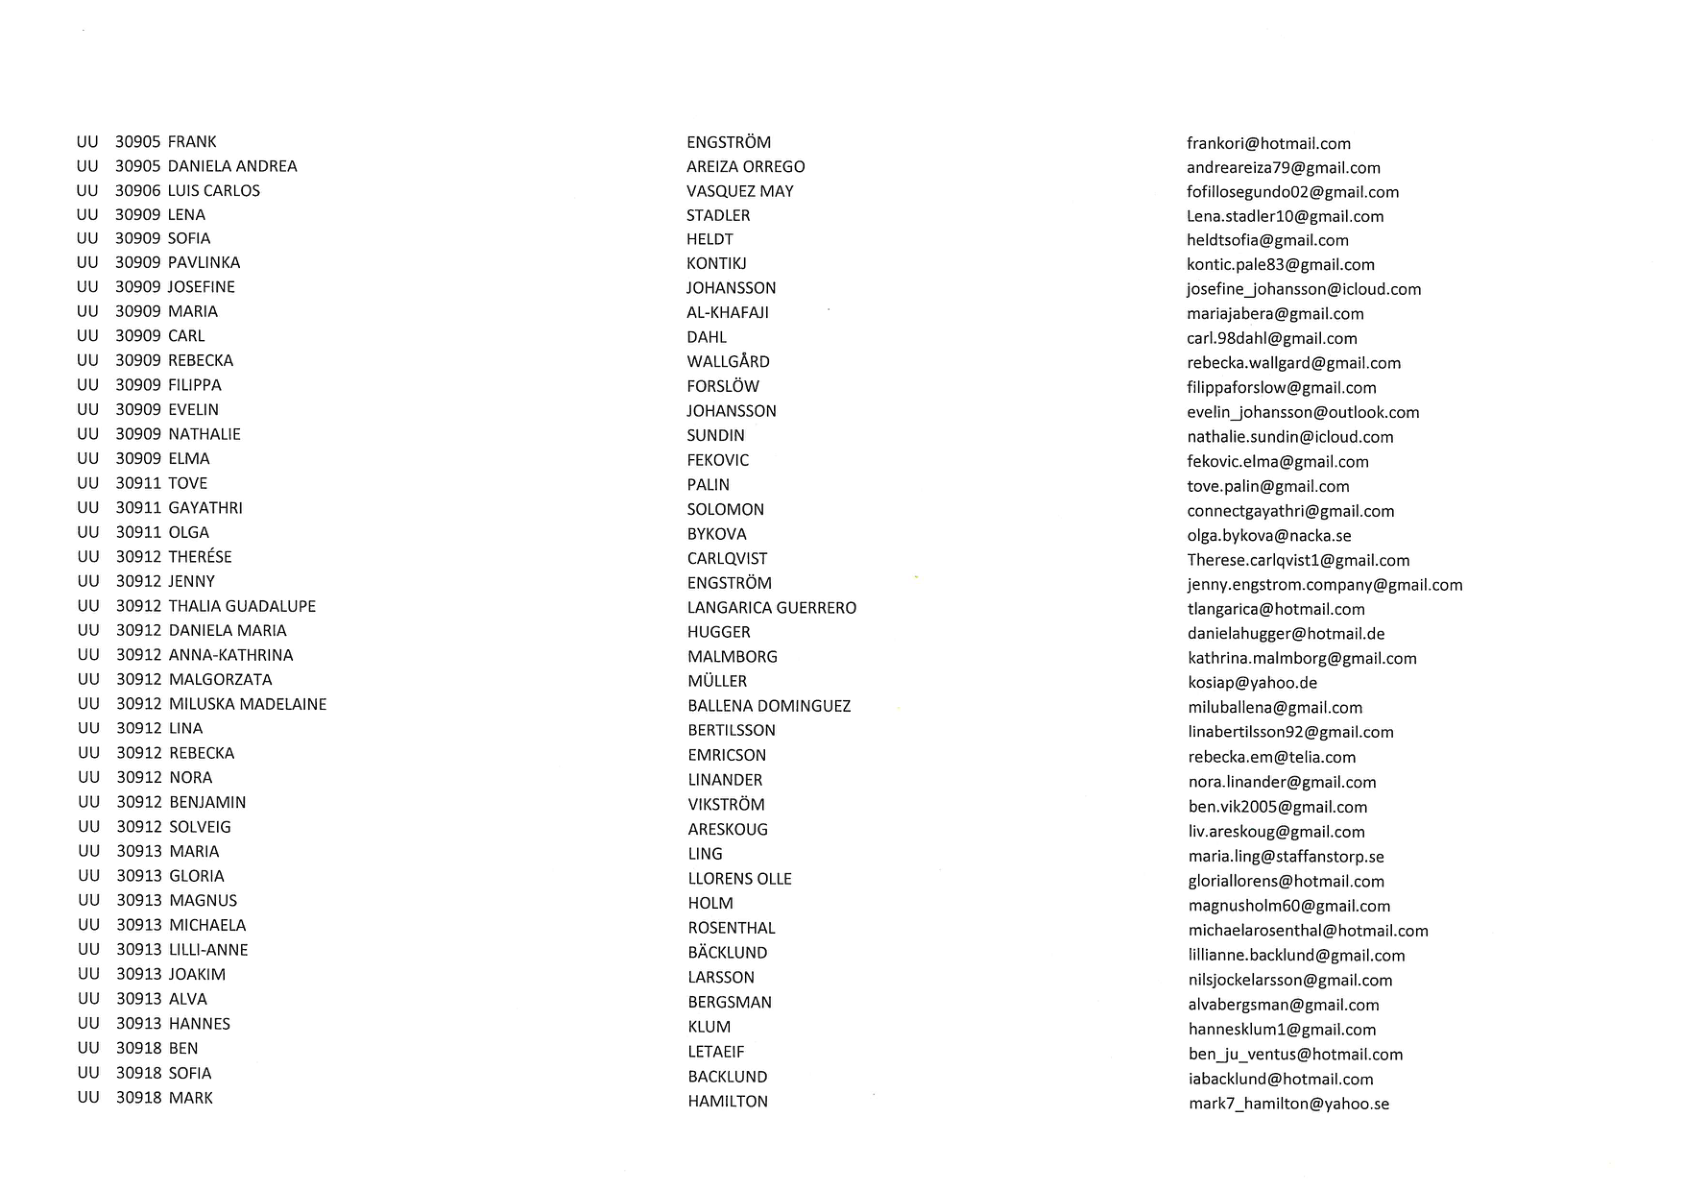 UU 30905 FRANK ENGSTRÖM frankori@hotmail.com
UU 30905 DANIELA ANDREA AREIZA ORREGO andreareiza79@gmail.com
UU 30906 LUIS CARLOS VASQUEZ MAY fofillosegundo02@gmail.com
UU 30909 LENA STADLER Lena.stadler10@gmail.com
UU 30909 SOFIA HELDT heldtsofia@gmail.com
UU 30909 PAVLINKA KONTIKJ kontic.pale83@gmail.com
UU 30909 JOSEFINE JOHANSSON josefine_johansson@icloud.com
UU 30909 MARIA AL-KHAFAJI mariajabera@gmail.com
UU 30909 CARL DAHL carl.98dahl@gmail.com
UU 30909 REBECKA WALLGÅRD rebecka.wallgard@gmail.com
UU 30909 FILIPPA FORSLÖW filippaforslow@gmail.com
UU 30909 EVELIN JOHANSSON evelin_johansson@outlook.com
UU 30909 NATHALIE SUNDIN nathalie.sundin@icloud.com
UU 30909 ELMA FEKOVIC fekovic.elma@gmail.com
UU 30911 TOVE PALIN tove.palin@gmail.com
UU 30911 GAYATHRI SOLOMON connectgayathri@gmail.com
UU 30911 OLGA BYKOVA olga.bykova@nacka.se
UU 30912 THERÉSE CARLQVIST Therese.carlqvist1@gmail.com
UU 30912 JENNY ENGSTRÖM jenny.engstrom.company@gmail.com
UU 30912 THALIA GUADALUPE LANGARICA GUERRERO tlangarica@hotmail.com
UU 30912 DANIELA MARIA HUGGER danielahugger@hotmail.de
UU 30912 ANNA-KATHRINA MALMBORG kathrina.malmborg@gmail.com
UU 30912 MALGORZATA MÜLLER kosiap@yahoo.de
UU 30912 MILUSKA MADELAINE BALLENA DOMINGUEZ miluballena@gmail.com
UU 30912 LINA BERTILSSON linabertilsson92@gmail.com
UU 30912 REBECKA EMRICSON rebecka.em@telia.com
UU 30912 NORA LINANDER nora.linander@gmail.com
UU 30912 BENJAMIN VIKSTRÖM ben.vik2005@gmail.com
UU 30912 SOLVEIG ARESKOUG liv.areskoug@gmail.com
UU 30913 MARIA LING maria.ling@staffanstorp.se
UU 30913 GLORIA LLORENS OLLE gloriallorens@hotmail.com
UU 30913 MAGNUS HOLM magnusholm60@gmail.com
UU 30913 MICHAELA ROSENTHAL michaelarosenthal@hotmail.com
UU 30913 LILLI-ANNE BÄCKLUND lillianne.backlund@gmail.com
UU 30913 JOAKIM LARSSON nilsjockelarsson@gmail.com
UU 30913 ALVA BERGSMAN alvabergsman@gmail.com
UU 30913 HANNES KLUM hannesklum1@gmail.com
UU 30918 BEN LETAEIF ben_ju_ventus@hotmail.com
UU 30918 SOFIA BACKLUND iabacklund@hotmail.com
UU 30918 MARK HAMILTON mark7_hamilton@yahoo.se